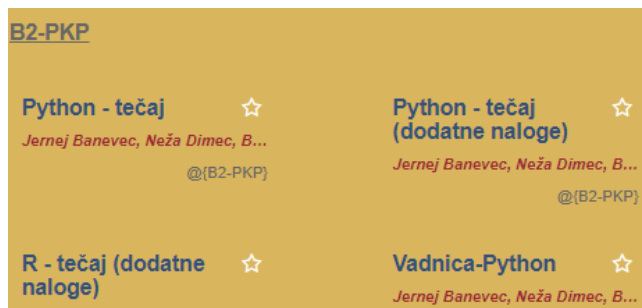 B2-PKP
Python - tečaj
Jernej Banevec, Neža Dimec, B...
@{B2-PKP}
Python - tečaj
(dodatne naloge)
Jernej Banevec, Neža Dimec, B...
@{B2-PKP}
R - tečaj (dodatne
naloge)
Vadnica-Python
Jernej Banevec, Neža Dimec, B...